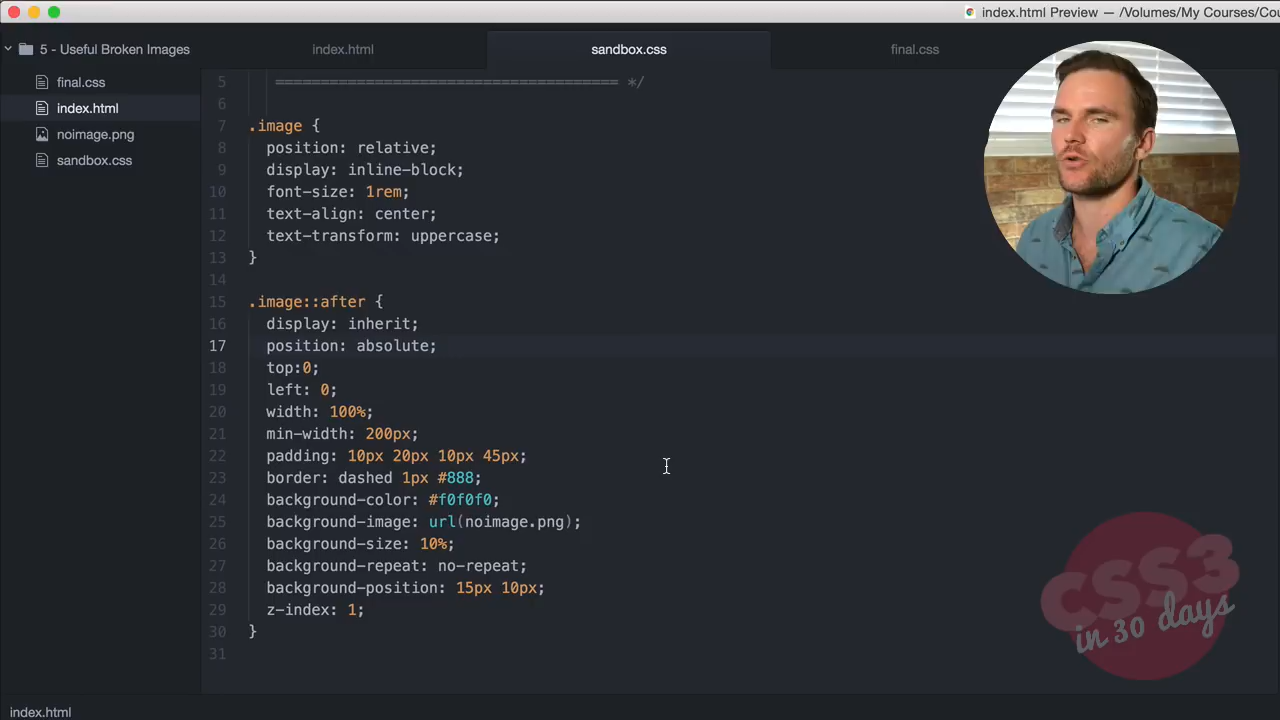 index.html Preview — /Volumes/My Courses/Cou
5 - Useful Broken Images
final.css
index.html
noimage.png
sandbox.css
index.html
sandbox.css
final.css
5 ====================================== */
6
7 .image {
8 position: relative;
9 display: inline-block;
10 font-size: 1rem;
11 text-align: center;
12 text-transform: uppercase;
13 }
14
15 .image::after {
16 display: inherit;
17 position: absolute;
18 top:0;
19 left: 0;
20 width: 100%;
21 min-width: 200px;
22 padding: 10px 20px 10px 45px;
23 border: dashed 1px #888;
24 background-color: #f0f0f0;
25 background-image: url(noimage.png);
26 background-size: 10%;
27 background-repeat: no-repeat;
28 background-position: 15px 10px;
29 z-index: 1;
30 }
31
CSS3
in 30 days
index.html